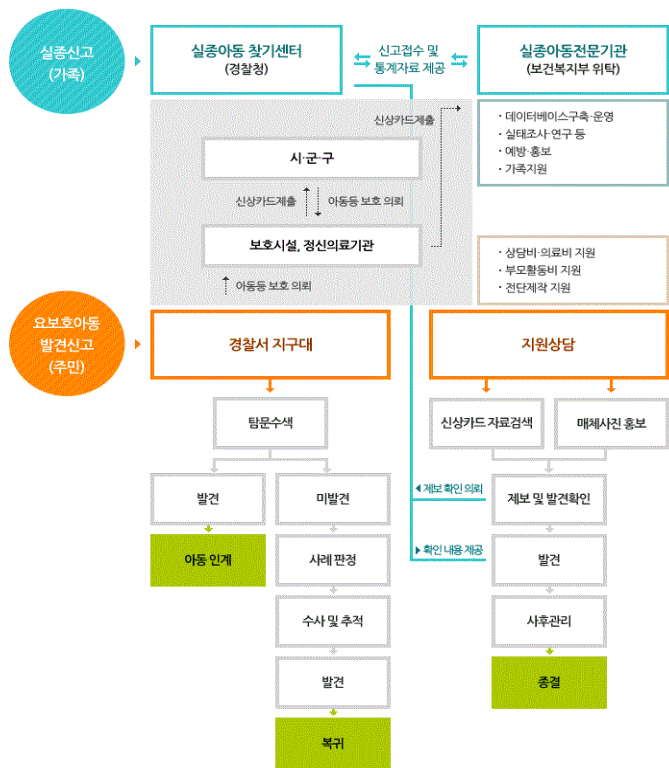 실종신고
(가족)
실종아동 찾기센터
(경찰청)
신고접수 및
통계자료 제공
실종아동전문기관
(보건복지부 위탁)
신상카드제출
· 데이터베이스구축·운영
· 실태조사·연구 등
· 예방·홍보
· 가족지원
시·군·구
신상카드제출
아동등 보호 의뢰
보호시설, 정신의료기관
아동등 보호 의뢰
· 상담비·의료비 지원
· 부모활동비 지원
· 전단제작 지원
요보호아동
발견신고
(주민)
경찰서 지구대
지원상담
탐문수색
신상카드 자료검색
매체사진 홍보
발견
미발견
제보 확인 의뢰
제보 및 발견확인
아동 인계
사례 판정
확인 내용 제공
발견
수사 및 추적
사후관리
발견
종결
복귀